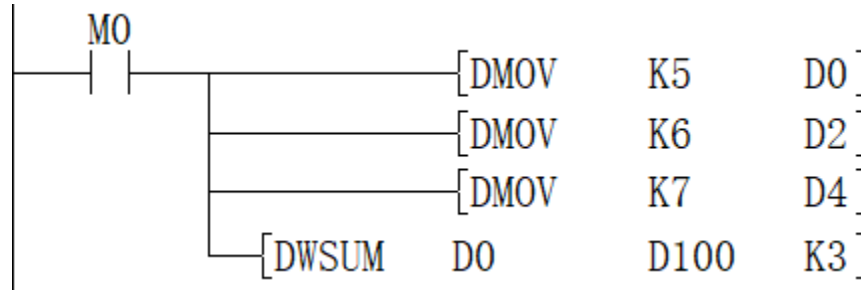 M0
[DMOV K5 D0]
[DMOV K6 D2]
[DMOV K7 D4]
[DWSUM D0 D100 K3]